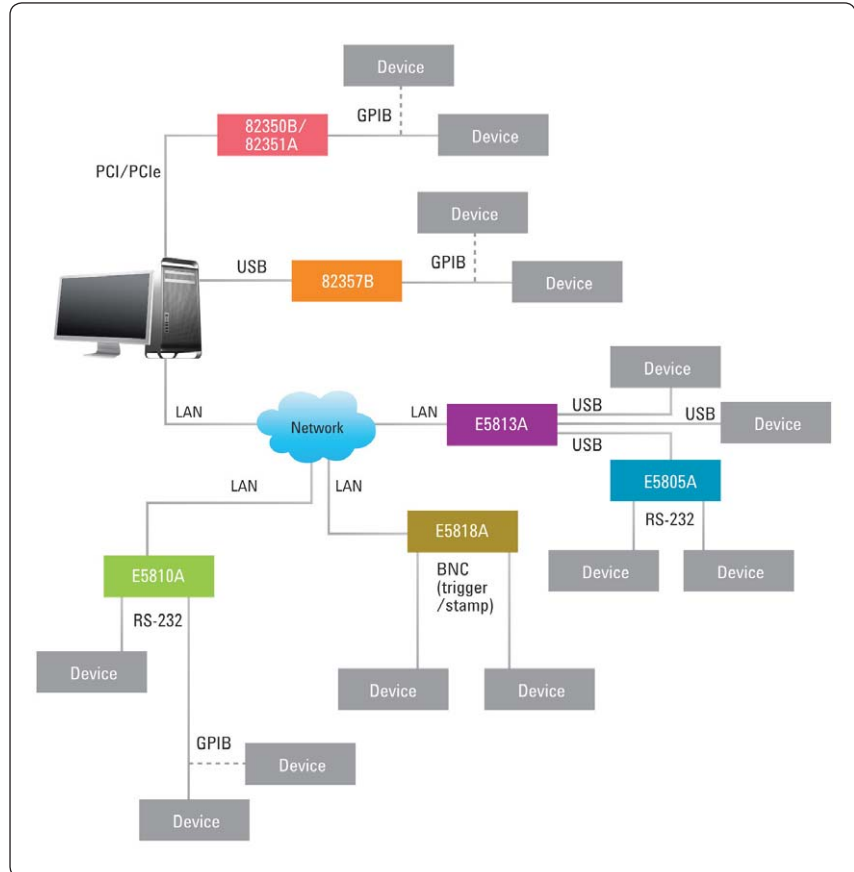 Device
GPIB
82350B/
82351A
Device
PCI/PCIe
Device
USB
GPIB
82357B
Device
Device
LAN
Network
LAN
USB
E5813A
USB
Device
USB
LAN
LAN
E5805A
RS-232
E5818A
E5810A
BNC
(trigger
/stamp)
Device
Device
RS-232
Device
Device
Device
GPIB
Device
Device